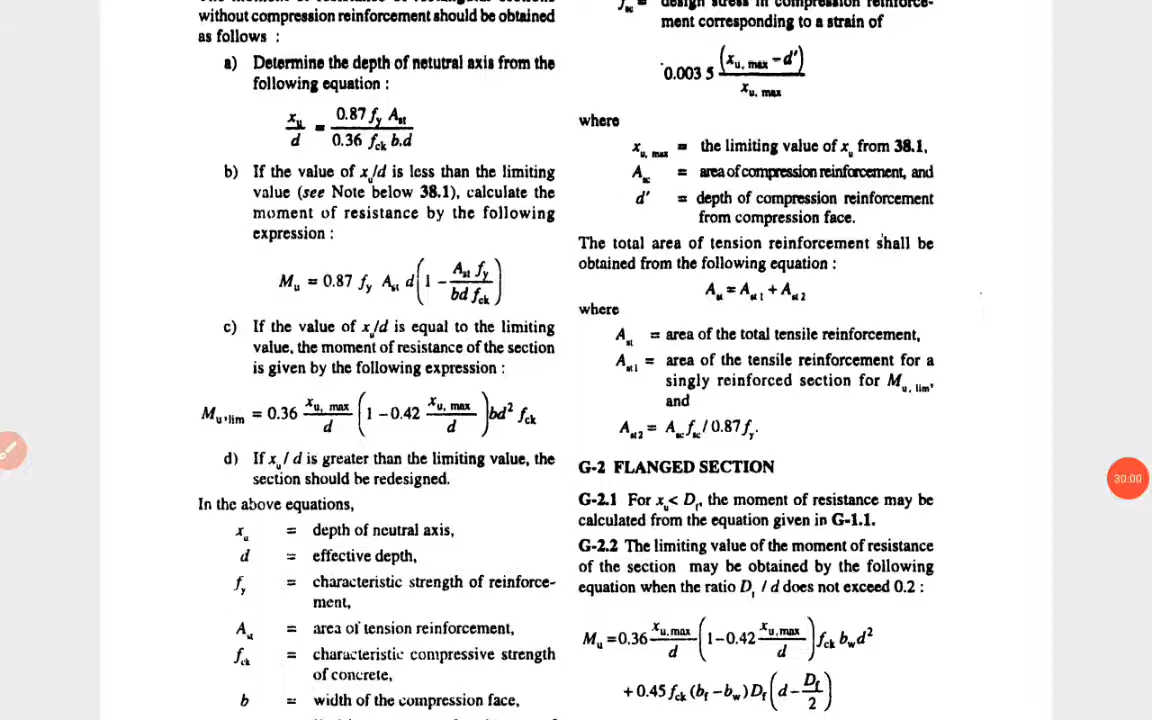 without compression reinforcement should be obtained
as follows :
a) Determine the depth of netutral axis from the
following equation :
x_u / d = 0.87 f_y A_st / 0.36 f_ck b.d
b) If the value of x_u/d is less than the limiting
value (see Note below 38.1), calculate the
moment of resistance by the following
expression :
M_u = 0.87 f_y A_st d (1 - A_st f_y / bd f_ck)
c) If the value of x_u/d is equal to the limiting
value, the moment of resistance of the section
is given by the following expression :
M_u,lim = 0.36 x_u, max / d (1 - 0.42 x_u, max / d) bd² f_ck
d) If x_u / d is greater than the limiting value, the
section should be redesigned.
In the above equations,
x_u = depth of neutral axis,
d = effective depth,
f_y = characteristic strength of reinforce-
ment,
A_st = area of tension reinforcement,
f_ck = characteristic compressive strength
of concrete,
b = width of the compression face,
f_sc = design stress in compression reinforce-
ment corresponding to a strain of
0.003 5 (x_u, max - d') / x_u, max
where
x_u, max = the limiting value of x_u from 38.1,
A_sc = area of compression reinforcement, and
d' = depth of compression reinforcement
from compression face.
The total area of tension reinforcement shall be
obtained from the following equation :
A_st = A_st1 + A_st2
where
A_st = area of the total tensile reinforcement,
A_st1 = area of the tensile reinforcement for a
singly reinforced section for M_u, lim,
and
A_st2 = A_sc f_sc / 0.87 f_y.
G-2 FLANGED SECTION
G-2.1 For x_u < D_f, the moment of resistance may be
calculated from the equation given in G-1.1.
G-2.2 The limiting value of the moment of resistance
of the section may be obtained by the following
equation when the ratio D_f / d does not exceed 0.2 :
M_u = 0.36 x_u,max / d (1 - 0.42 x_u,max / d) f_ck b_w d²
+ 0.45 f_ck (b_f - b_w) D_f (d - D_f / 2)
30:00